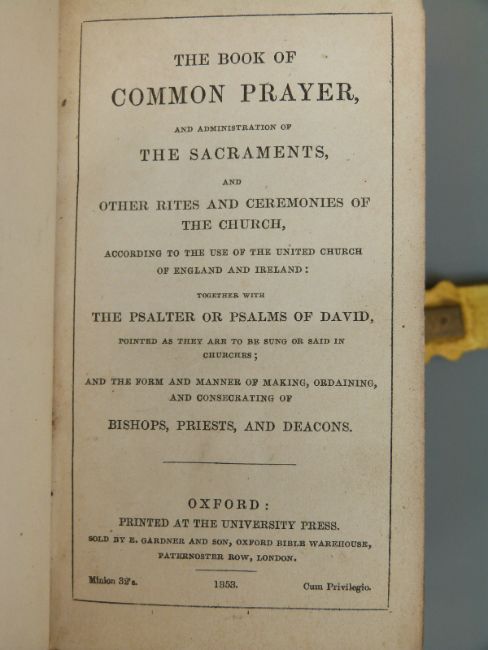 THE BOOK OF
COMMON PRAYER,
AND ADMINISTRATION OF
THE SACRAMENTS,
AND
OTHER RITES AND CEREMONIES OF
THE CHURCH,
ACCORDING TO THE USE OF THE UNITED CHURCH
OF ENGLAND AND IRELAND:
TOGETHER WITH
THE PSALTER OR PSALMS OF DAVID,
POINTED AS THEY ARE TO BE SUNG OR SAID IN
CHURCHES;
AND THE FORM AND MANNER OF MAKING, ORDAINING,
AND CONSECRATING OF
BISHOPS, PRIESTS, AND DEACONS.
OXFORD:
PRINTED AT THE UNIVERSITY PRESS.
SOLD BY E. GARDNER AND SON, OXFORD BIBLE WAREHOUSE,
PATERNOSTER ROW, LONDON.
Minion 32ºs. 1853. Cum Privilegio.